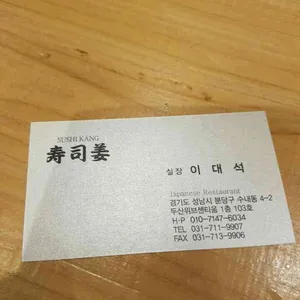 SUSHI KANG
寿司姜
실장 이 대 석
Japanese Restaurant
경기도 성남시 분당구 수내동 4-2
두산위브센티움 1층 103호
H·P 010-7147-6034
TEL 031-711-9907
FAX 031-713-9906